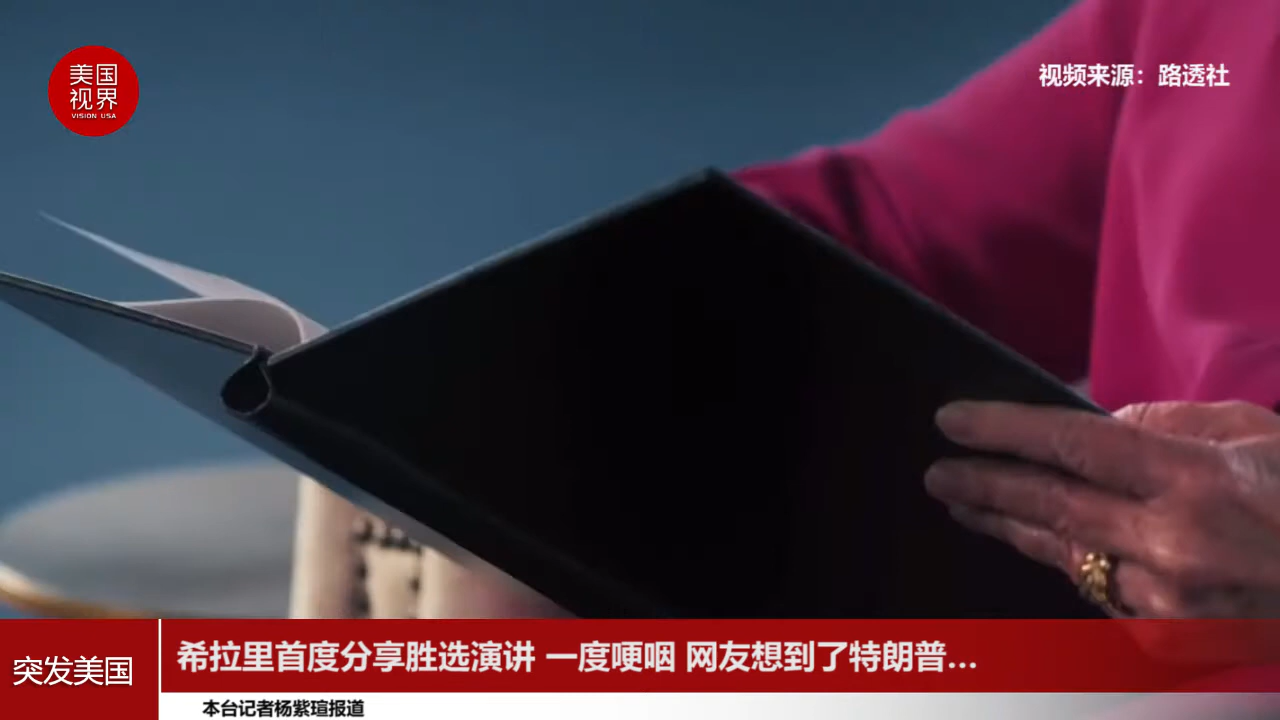 美国
视界
VISION USA
视频来源：路透社
突发美国
希拉里首度分享胜选演讲 一度哽咽 网友想到了特朗普...
本台记者杨紫瑄报道